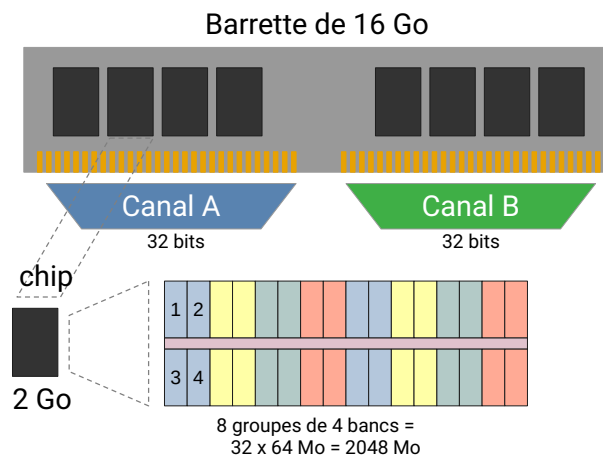 Barrette de 16 Go
Canal A
Canal B
32 bits
32 bits
chip
1 2
3 4
2 Go
8 groupes de 4 bancs =
32 x 64 Mo = 2048 Mo